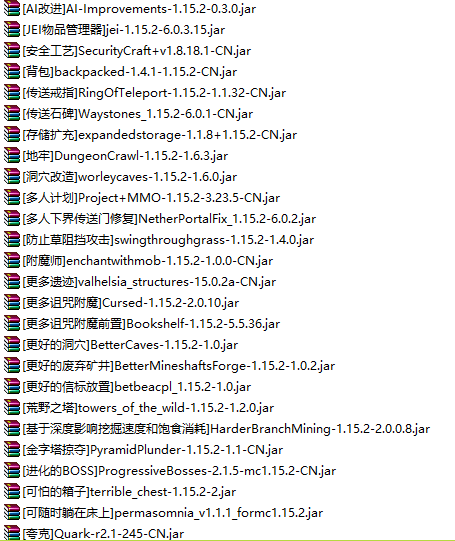 [AI改进]AI-Improvements-1.15.2-0.3.0.jar
[JEI物品管理器]jei-1.15.2-6.0.3.15.jar
[安全工艺]SecurityCraft+v1.8.18.1-CN.jar
[背包]backpacked-1.4.1-1.15.2-CN.jar
[传送戒指]RingOfTeleport-1.15.2-1.1.32-CN.jar
[传送石碑]Waystones_1.15.2-6.0.1-CN.jar
[存储扩充]expandedstorage-1.1.8+1.15.2-CN.jar
[地牢]DungeonCrawl-1.15.2-1.6.3.jar
[洞穴改造]worleycaves-1.15.2-1.6.0.jar
[多人计划]Project+MMO-1.15.2-3.23.5-CN.jar
[多人下界传送门修复]NetherPortalFix_1.15.2-6.0.2.jar
[防止草阻挡攻击]swingthroughgrass-1.15.2-1.4.0.jar
[附魔师]enchantwithmob-1.15.2-1.0.0-CN.jar
[更多遗迹]valhelsia_structures-15.0.2a-CN.jar
[更多诅咒附魔]Cursed-1.15.2-2.0.10.jar
[更多诅咒附魔前置]Bookshelf-1.15.2-5.5.36.jar
[更好的洞穴]BetterCaves-1.15.2-1.0.jar
[更好的废弃矿井]BetterMineshaftsForge-1.15.2-1.0.2.jar
[更好的信标放置]betbeacpl_1.15.2-1.0.jar
[荒野之塔]towers_of_the_wild-1.15.2-1.2.0.jar
[基于深度影响挖掘速度和饱食消耗]HarderBranchMining-1.15.2-2.0.0.8.jar
[金字塔掠夺]PyramidPlunder-1.15.2-1.1-CN.jar
[进化的BOSS]ProgressiveBosses-2.1.5-mc1.15.2-CN.jar
[可怕的箱子]terrible_chest-1.15.2-2.jar
[可随时躺在床上]permasomnia_v1.1.1_formc1.15.2.jar
[夸克]Quark-r2.1-245-CN.jar